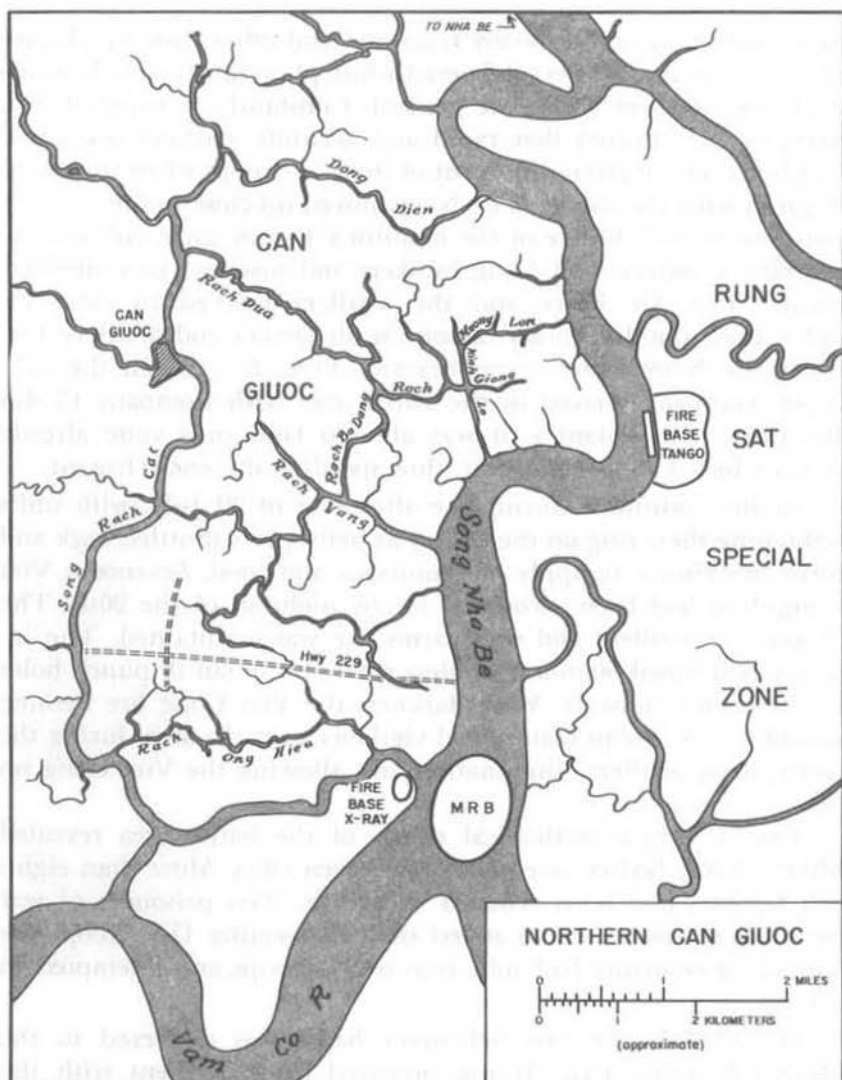 TO NHA BE
Dong
Dien
CAN
Rach Dua
RUNG
CAN
GIUOC
Lon
Rach Giong
GIUOC
FIRE
BASE
TANGO
SAT
Rach Ba Dang
Rach Vang
Song Rach Cat
Song Nha Be
SPECIAL
HWY 229
ZONE
Rach Ong Hieu
FIRE
BASE
X-RAY
MRB
Vam Co R.
NORTHERN CAN GIUOC
0 1 2 MILES
0 2
KILOMETERS
(approximate)